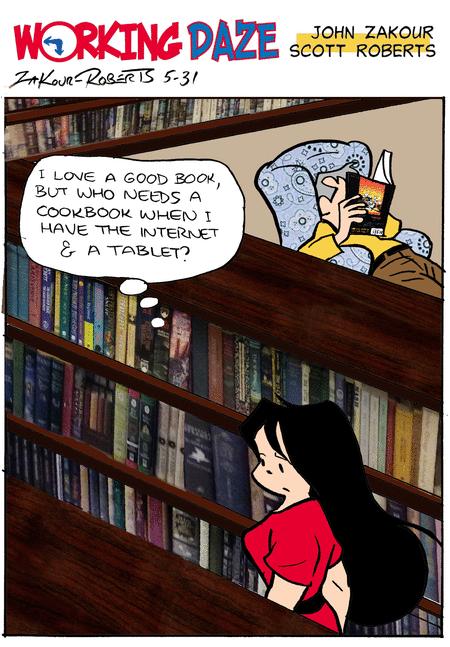 WORKING DAZE
JOHN ZAKOUR
SCOTT ROBERTS
ZAKOUR-ROBERTS 5-31
I LOVE A GOOD BOOK,
BUT WHO NEEDS A
COOKBOOK WHEN I
HAVE THE INTERNET
& A TABLET?